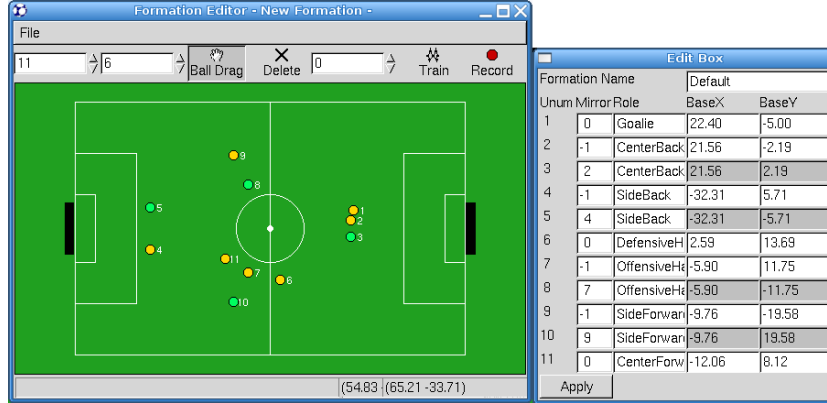 Formation Editor - New Formation -
File
11 6 Ball Drag Delete 0 Train Record
9
8
5
1
2
3
4
11
7
6
10
(54.83 (65.21 -33.71)
Edit Box
Formation Name Default
Unum Mirror Role BaseX BaseY
1 0 Goalie 22.40 -5.00
2 -1 CenterBack 21.56 -2.19
3 2 CenterBack 21.56 2.19
4 -1 SideBack -32.31 5.71
5 4 SideBack -32.31 -5.71
6 0 DefensiveH 2.59 13.69
7 -1 OffensiveHa -5.90 11.75
8 7 OffensiveHa -5.90 -11.75
9 -1 SideForwar -9.76 -19.58
10 9 SideForwar -9.76 19.58
11 0 CenterForw -12.06 8.12
Apply